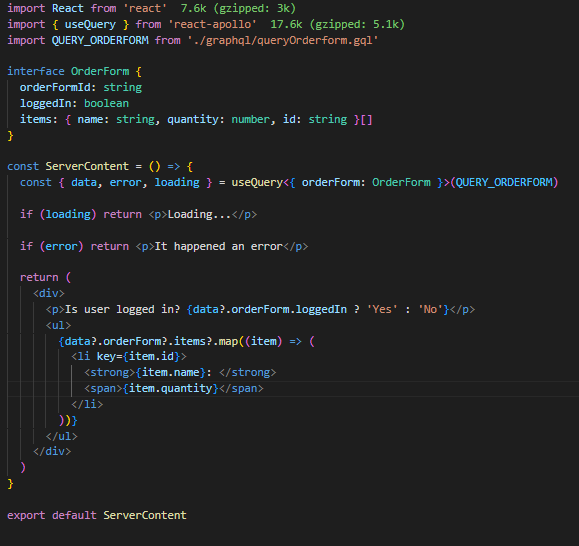 import React from 'react'  7.6k (gzipped: 3k)
import { useQuery } from 'react-apollo'  17.6k (gzipped: 5.1k)
import QUERY_ORDERFORM from './graphql/queryOrderform.gql'

interface OrderForm {
  orderFormId: string
  loggedIn: boolean
  items: { name: string, quantity: number, id: string }[]
}

const ServerContent = () => {
  const { data, error, loading } = useQuery<{ orderForm: OrderForm }>(QUERY_ORDERFORM)

  if (loading) return <p>Loading...</p>

  if (error) return <p>It happened an error</p>

  return (
    <div>
      <p>Is user logged in? {data?.orderForm.loggedIn ? 'Yes' : 'No'}</p>
      <ul>
        {data?.orderForm?.items?.map((item) => (
          <li key={item.id}>
            <strong>{item.name}: </strong>
            <span>{item.quantity}</span>
          </li>
        ))}
      </ul>
    </div>
  )
}

export default ServerContent